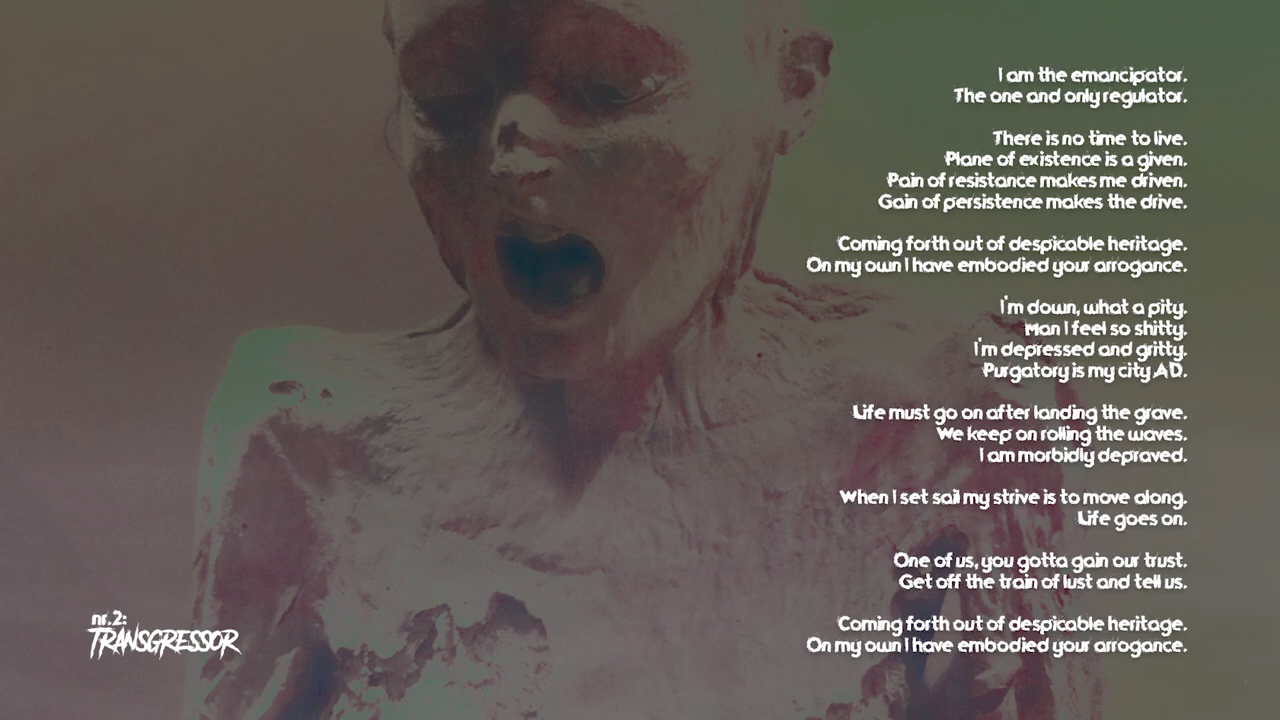 I am the emancipator.
The one and only regulator.
There is no time to live.
Plane of existence is a given.
Pain of resistance makes me driven.
Gain of persistence makes the drive.
Coming forth out of despicable heritage.
On my own I have embodied your arrogance.
I'm down, what a pity.
Man I feel so shitty.
I'm depressed and gritty.
Purgatory is my city AD.
Life must go on after landing the grave.
We keep on rolling the waves.
I am morbidly depraved.
When I set sail my strive is to move along.
Life goes on.
One of us, you gotta gain our trust.
Get off the train of lust and tell us.
Coming forth out of despicable heritage.
On my own I have embodied your arrogance.
nr.2:
TRANSGRESSOR